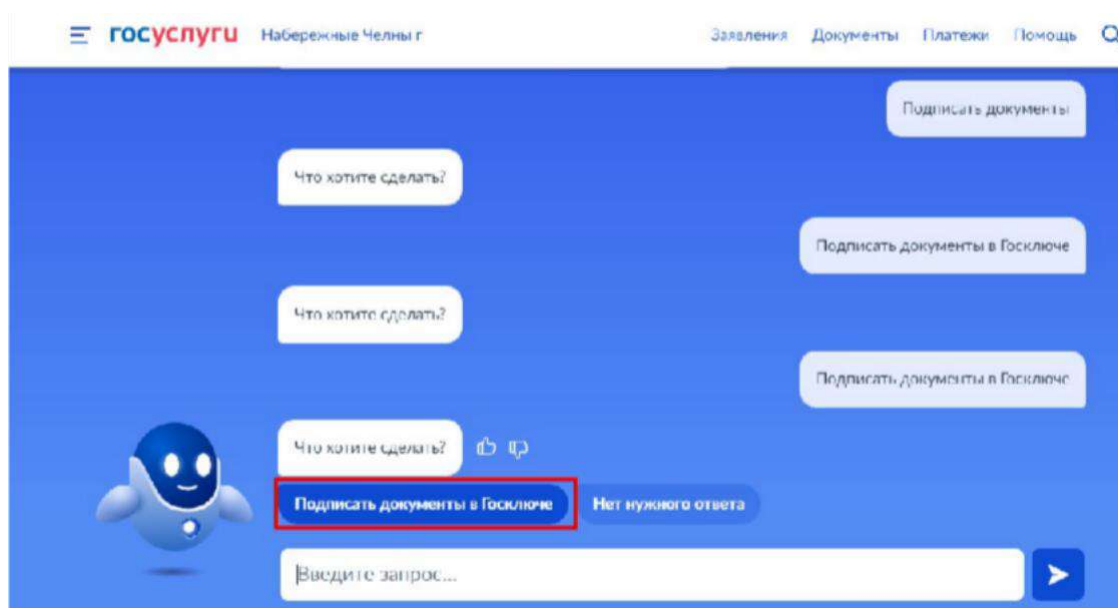 госуслуги Набережные Челны г Заявления Документы Платежи Помощь
Подписать документы
Что хотите сделать?
Подписать документы в Госключе
Что хотите сделать?
Подписать документы в Госключе
Что хотите сделать?
Подписать документы в Госключе Нет нужного ответа
Введите запрос...